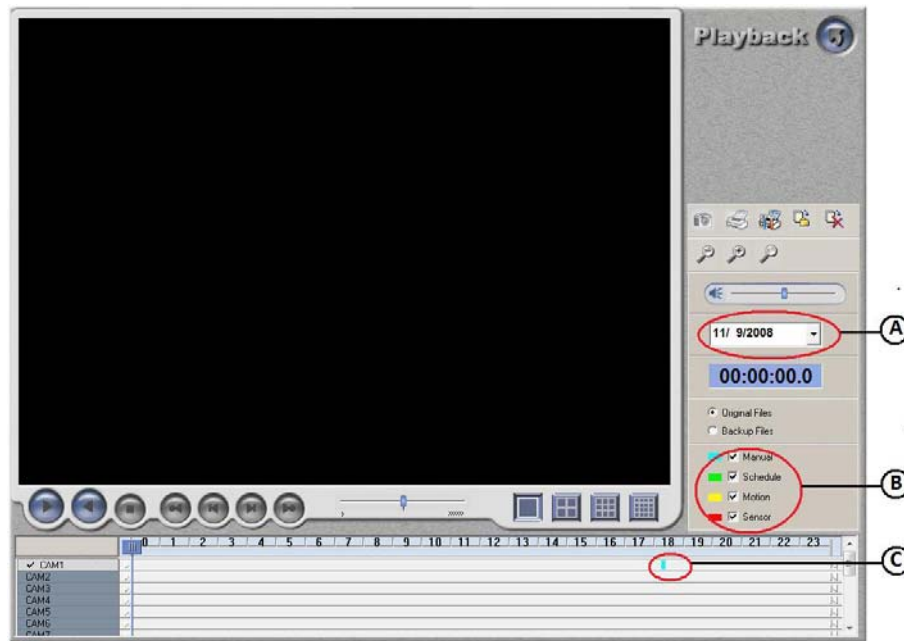 Playback
11/ 9/2008
A
00:00:00.0
Original Files
Backup Files
Manual
Schedule
Motion
Sensor
B
0 1 2 3 4 5 6 7 8 9 10 11 12 13 14 15 16 17 18 19 20 21 22 23
CAM1
C
CAM2
CAM3
CAM4
CAM5
CAM6
CAM7